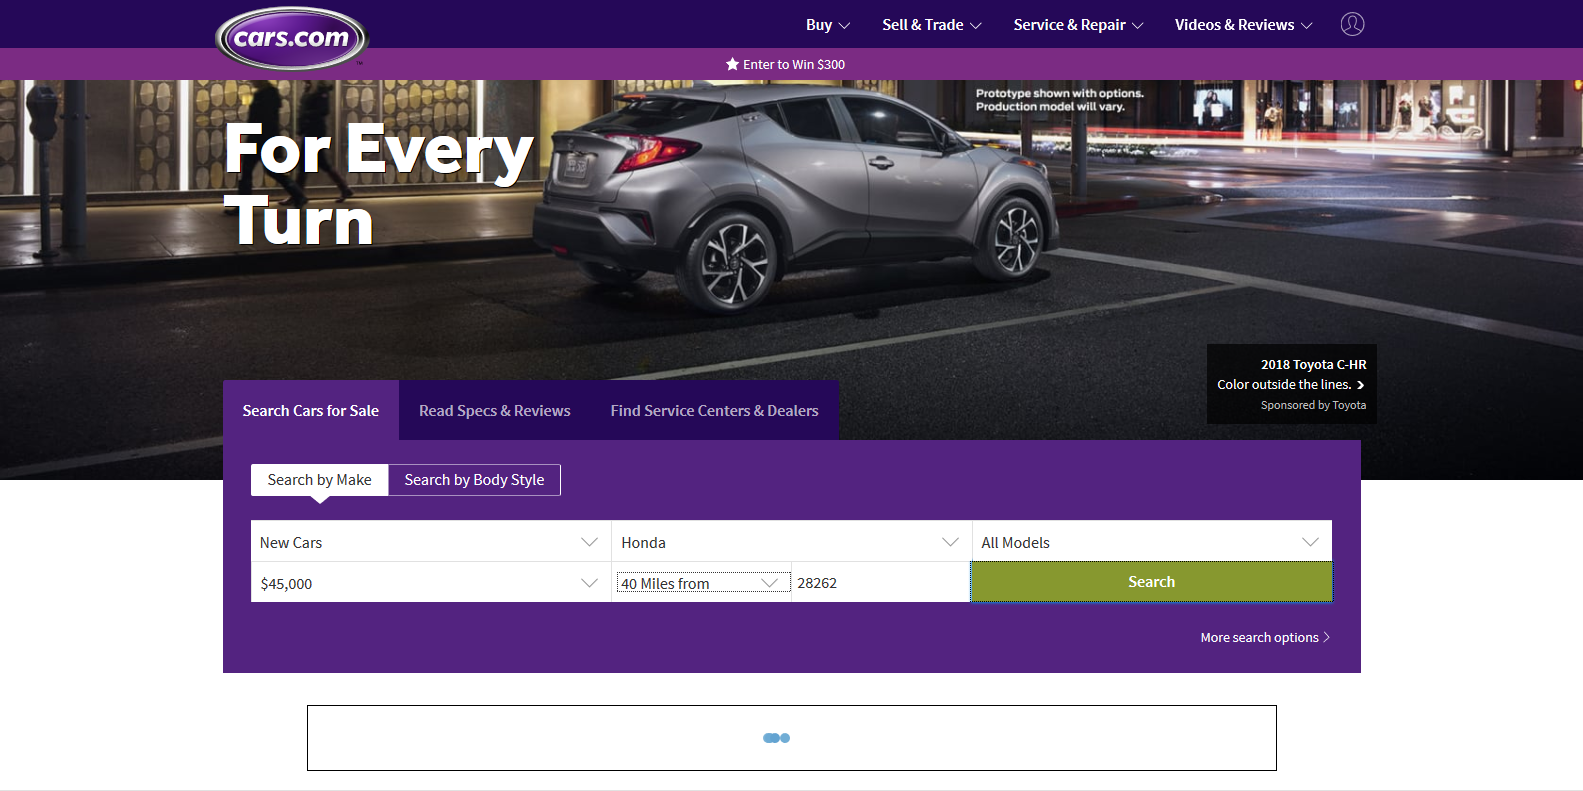 cars.com
Buy
Sell & Trade
Service & Repair
Videos & Reviews
Enter to Win $300
Prototype shown with options.
Production model will vary.
For Every
Turn
2018 Toyota C-HR
Color outside the lines.
Sponsored by Toyota
Search Cars for Sale
Read Specs & Reviews
Find Service Centers & Dealers
Search by Make
Search by Body Style
New Cars
Honda
All Models
$45,000
40 Miles from
28262
Search
More search options